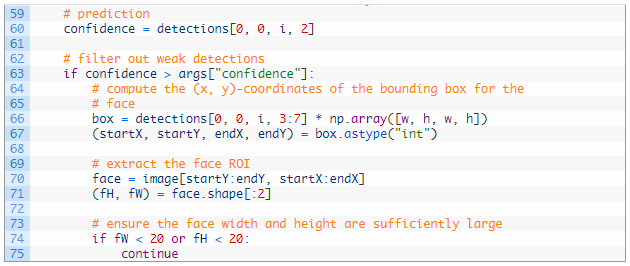 59 # prediction
60 confidence = detections[0, 0, i, 2]
61
62 # filter out weak detections
63 if confidence > args["confidence"]:
64 # compute the (x, y)-coordinates of the bounding box for the
65 # face
66 box = detections[0, 0, i, 3:7] * np.array([w, h, w, h])
67 (startX, startY, endX, endY) = box.astype("int")
68
69 # extract the face ROI
70 face = image[startY:endY, startX:endX]
71 (fH, fW) = face.shape[:2]
72
73 # ensure the face width and height are sufficiently large
74 if fW < 20 or fH < 20:
75 continue